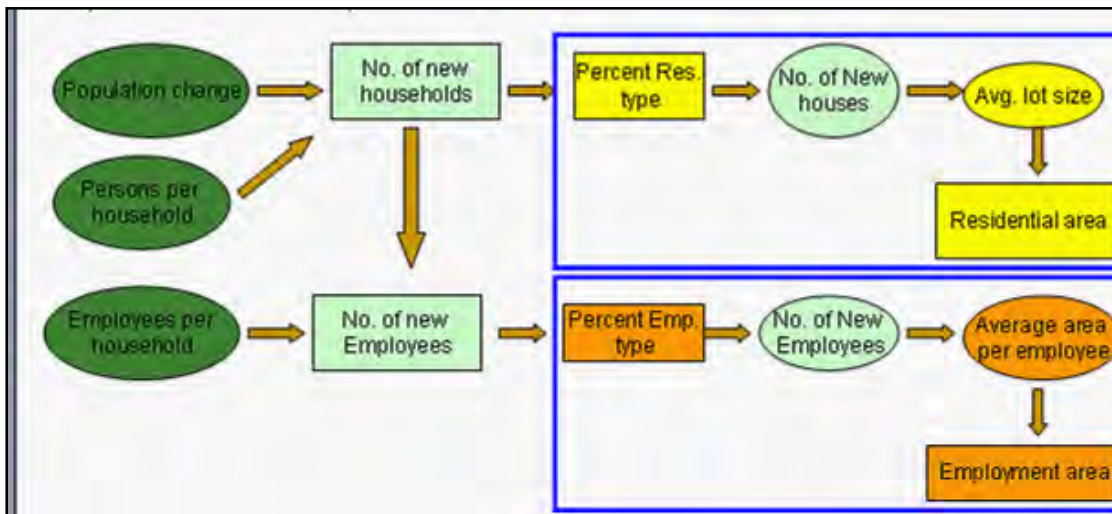 Population change
No. of new
households
Percent Res.
type
No. of New
houses
Avg. lot size
Persons per
household
Residential area
Employees per
household
No. of new
Employees
Percent Emp.
type
No. of New
Employees
Average area
per employee
Employment area